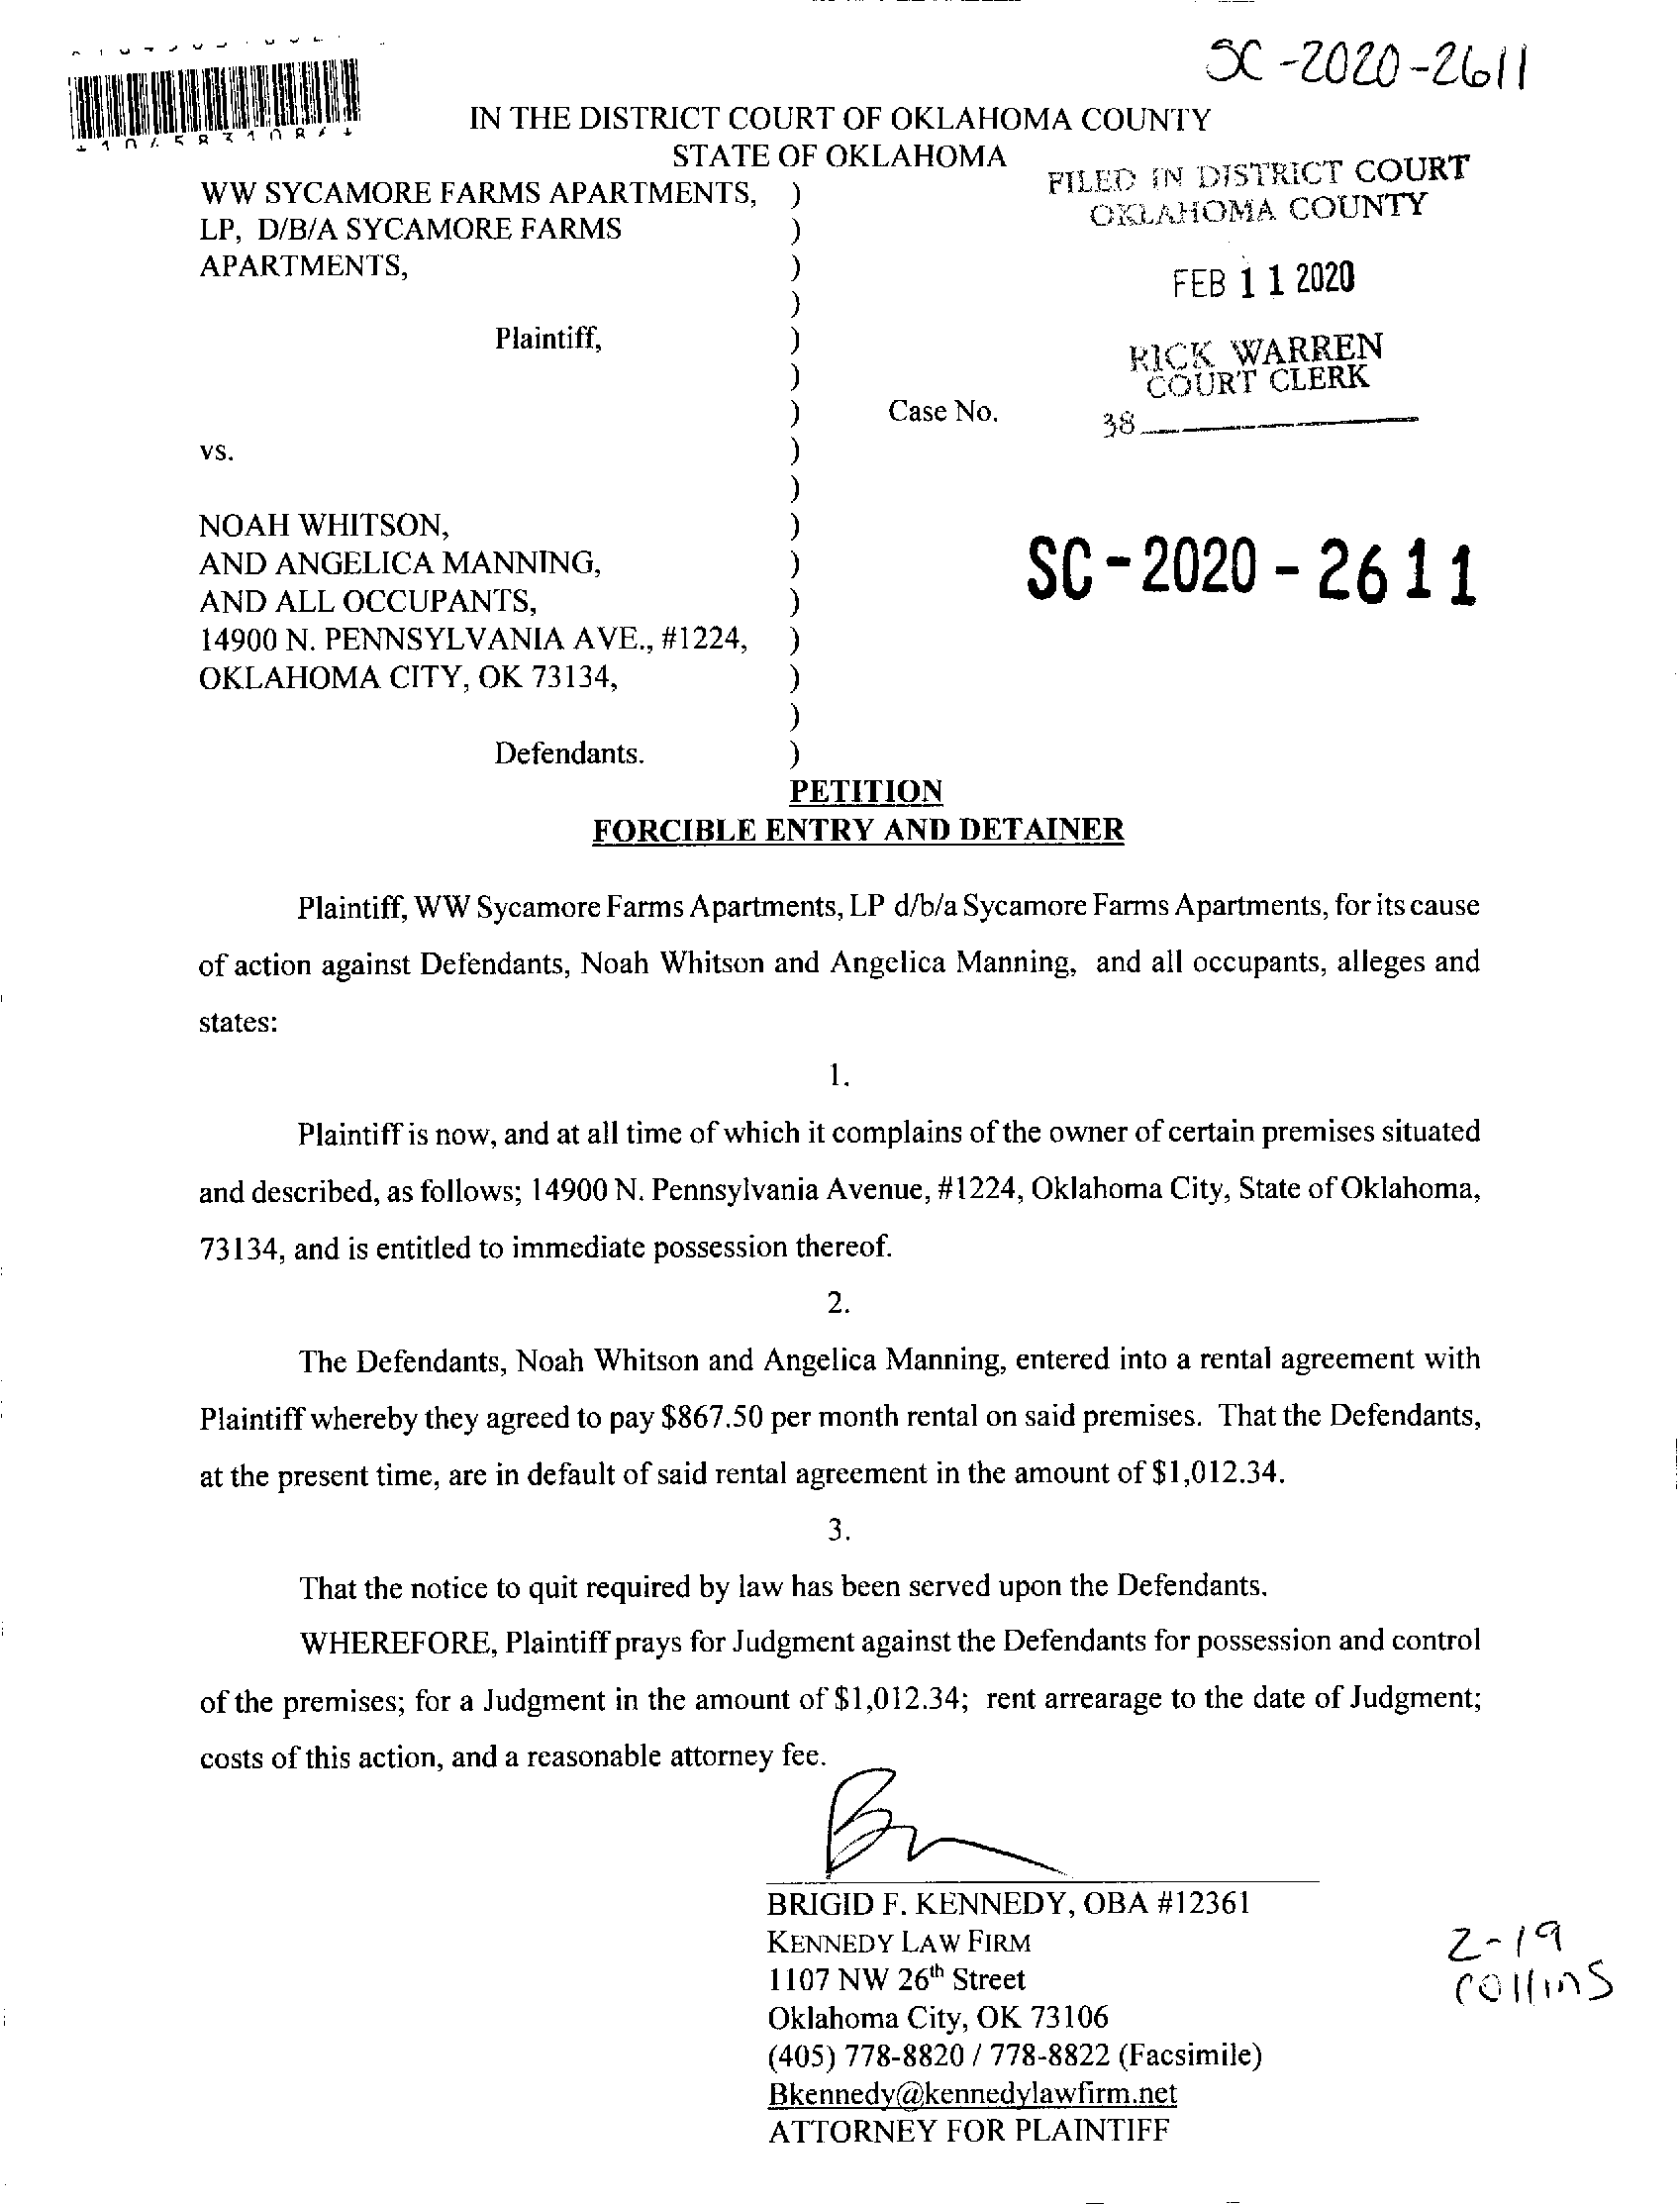 SC-2020-2611
IN THE DISTRICT COURT OF OKLAHOMA COUNTY
STATE OF OKLAHOMA
FILED IN DISTRICT COURT
OKLAHOMA COUNTY
FEB 11 2020
RICK WARREN
COURT CLERK
38
WW SYCAMORE FARMS APARTMENTS, )
LP, D/B/A SYCAMORE FARMS )
APARTMENTS, )
)
Plaintiff, )
)
) Case No.
vs. )
)
NOAH WHITSON, )
AND ANGELICA MANNING, )
AND ALL OCCUPANTS, )
14900 N. PENNSYLVANIA AVE., #1224, )
OKLAHOMA CITY, OK 73134, )
)
Defendants. )
SC-2020-2611
PETITION
FORCIBLE ENTRY AND DETAINER
Plaintiff, WW Sycamore Farms Apartments, LP d/b/a Sycamore Farms Apartments, for its cause
of action against Defendants, Noah Whitson and Angelica Manning, and all occupants, alleges and
states:
1.
Plaintiff is now, and at all time of which it complains of the owner of certain premises situated
and described, as follows; 14900 N. Pennsylvania Avenue, #1224, Oklahoma City, State of Oklahoma,
73134, and is entitled to immediate possession thereof.
2.
The Defendants, Noah Whitson and Angelica Manning, entered into a rental agreement with
Plaintiff whereby they agreed to pay $867.50 per month rental on said premises. That the Defendants,
at the present time, are in default of said rental agreement in the amount of $1,012.34.
3.
That the notice to quit required by law has been served upon the Defendants.
WHEREFORE, Plaintiff prays for Judgment against the Defendants for possession and control
of the premises; for a Judgment in the amount of $1,012.34; rent arrearage to the date of Judgment;
costs of this action, and a reasonable attorney fee.
BRIGID F. KENNEDY, OBA #12361
KENNEDY LAW FIRM
1107 NW 26th Street
Oklahoma City, OK 73106
(405) 778-8820 / 778-8822 (Facsimile)
Bkennedy@kennedylawfirm.net
ATTORNEY FOR PLAINTIFF
2-19
collins